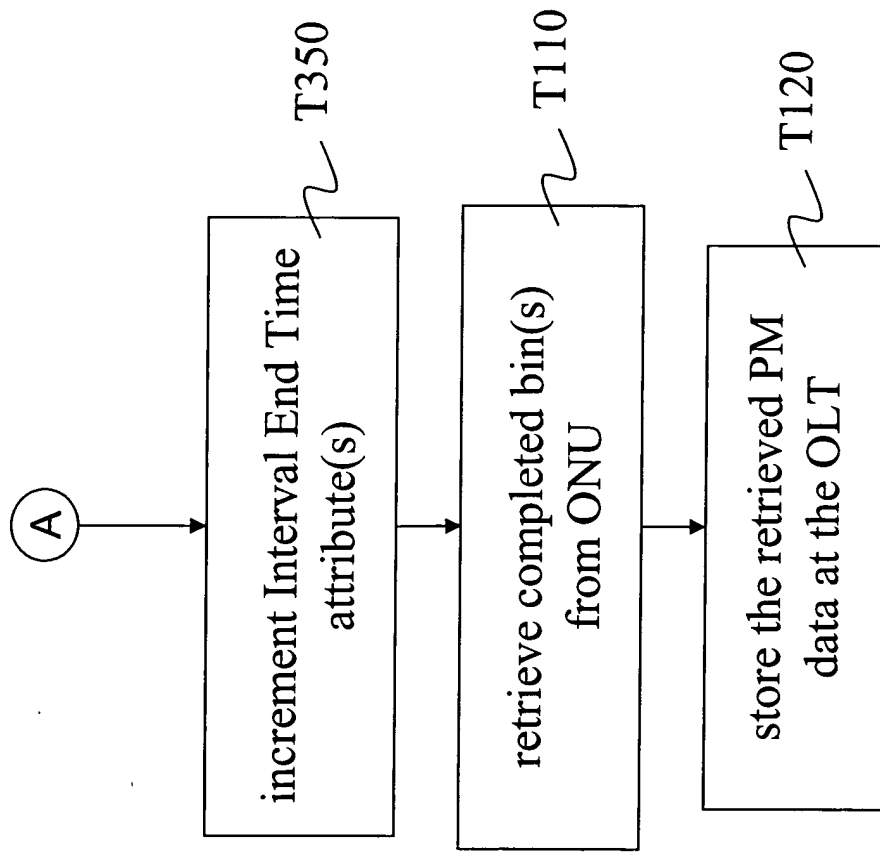 A
increment Interval End Time
attribute(s)
T350
retrieve completed bin(s)
from ONU
T110
store the retrieved PM
data at the OLT
T120